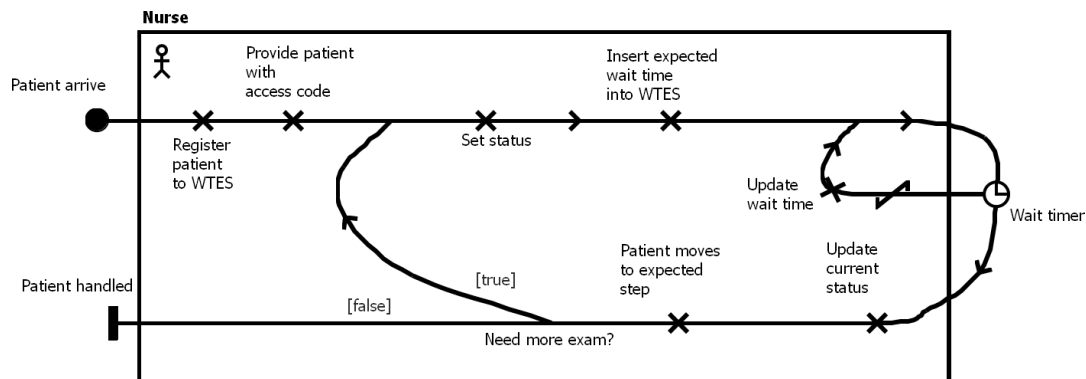 Nurse
Patient arrive
Provide patient
with
access code
Insert expected
wait time
into WTES
Register
patient
to WTES
Set status
Update
wait time
Wait timer
Patient handled
[false]
[true]
Need more exam?
Patient moves
to expected
step
Update
current
status